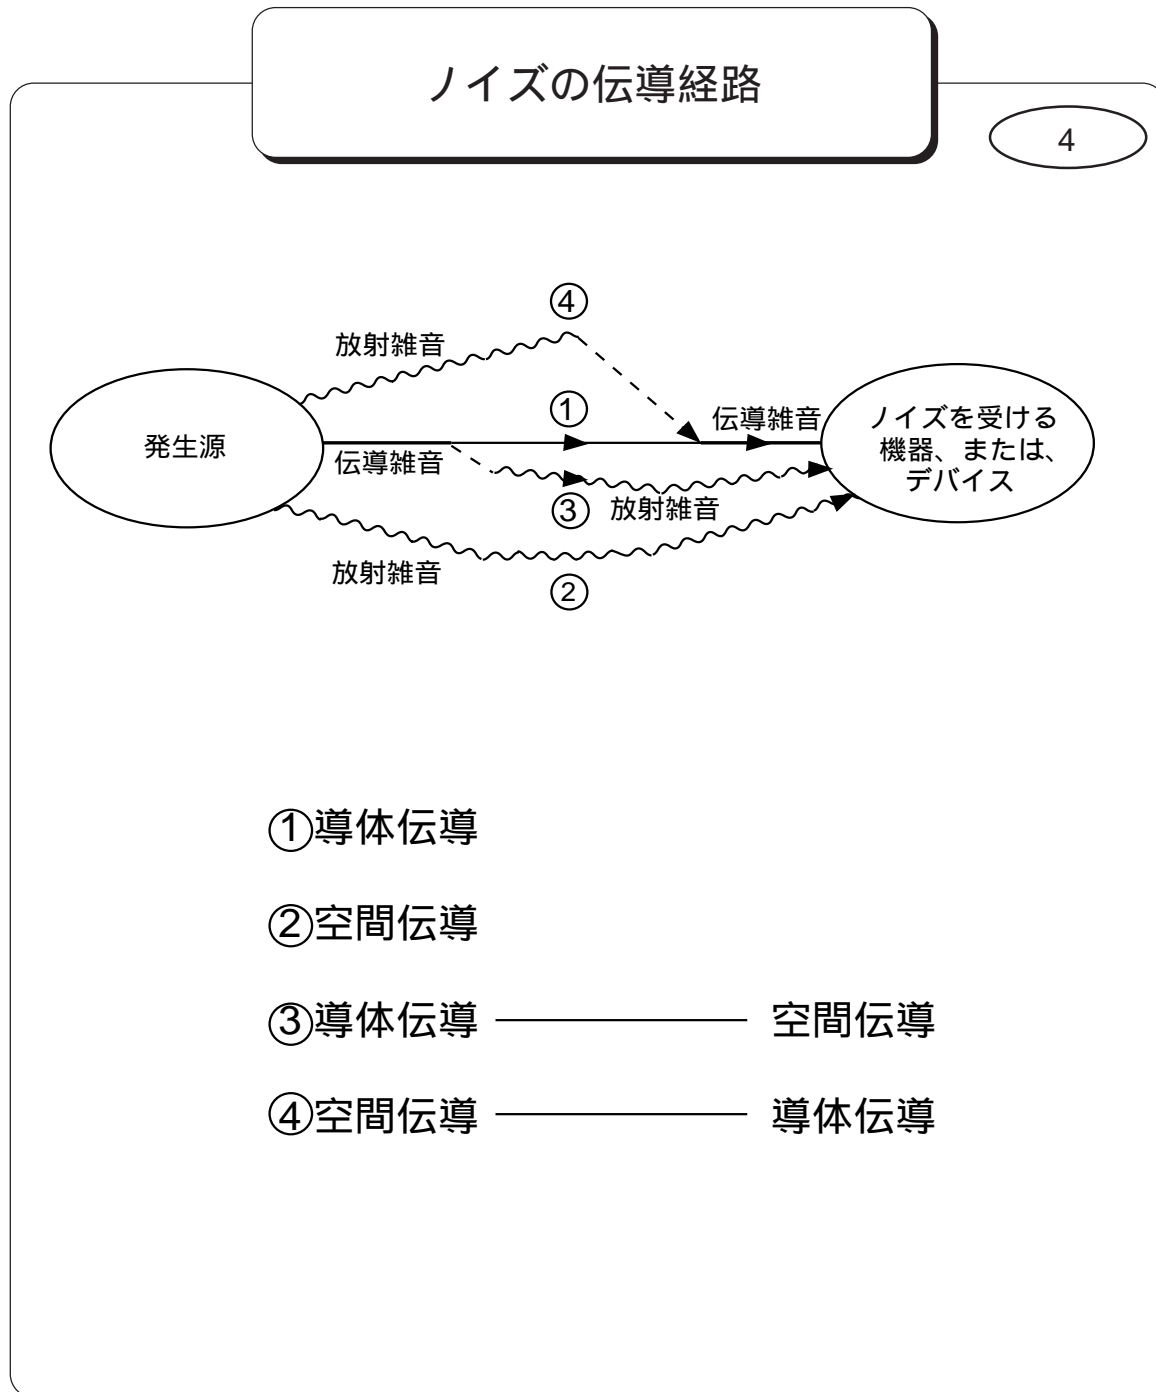 ノイズの伝導経路
4
④
放射雑音
①
伝導雑音
ノイズを受ける
機器、または、
デバイス
発生源
伝導雑音
③
放射雑音
放射雑音
②
①導体伝導
②空間伝導
③導体伝導 空間伝導
④空間伝導 導体伝導